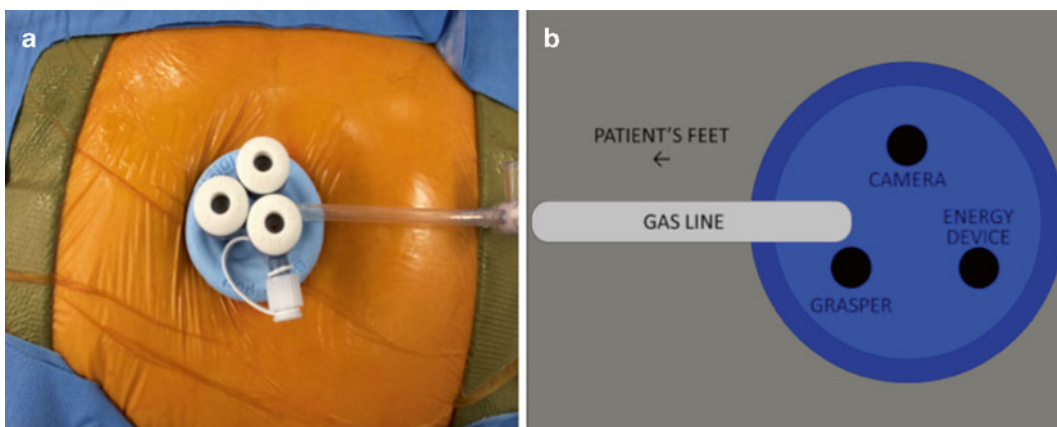 a
b
PATIENT'S FEET
←
CAMERA
GAS LINE
ENERGY
DEVICE
GRASPER